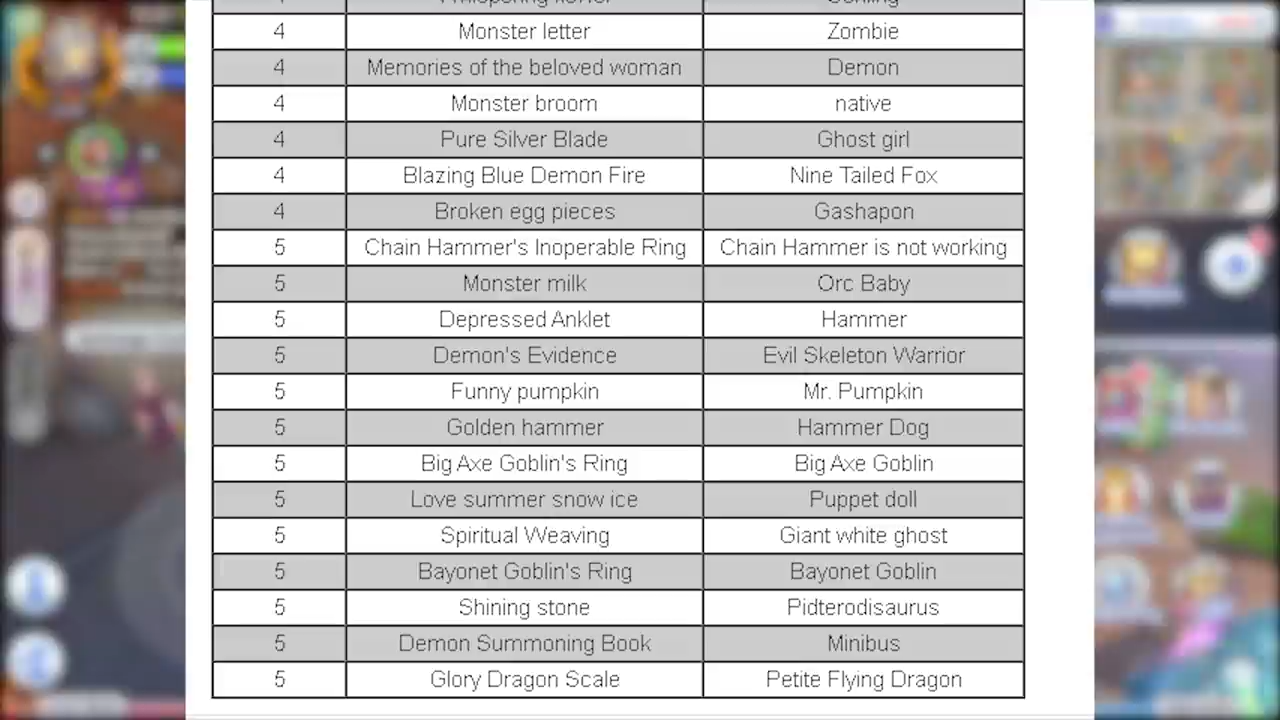 4 Monster letter Zombie
4 Memories of the beloved woman Demon
4 Monster broom native
4 Pure Silver Blade Ghost girl
4 Blazing Blue Demon Fire Nine Tailed Fox
4 Broken egg pieces Gashapon
5 Chain Hammer's Inoperable Ring Chain Hammer is not working
5 Monster milk Orc Baby
5 Depressed Anklet Hammer
5 Demon's Evidence Evil Skeleton Warrior
5 Funny pumpkin Mr. Pumpkin
5 Golden hammer Hammer Dog
5 Big Axe Goblin's Ring Big Axe Goblin
5 Love summer snow ice Puppet doll
5 Spiritual Weaving Giant white ghost
5 Bayonet Goblin's Ring Bayonet Goblin
5 Shining stone Pidterodisaurus
5 Demon Summoning Book Minibus
5 Glory Dragon Scale Petite Flying Dragon